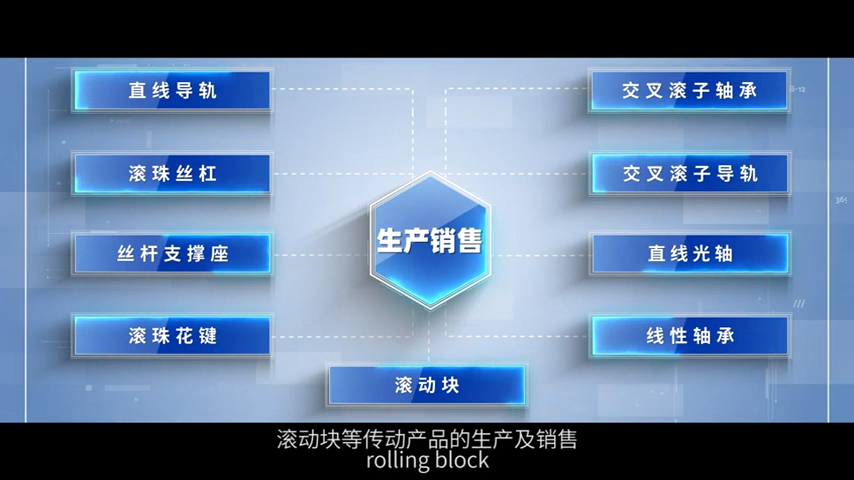 直线导轨
交叉滚子轴承
滚珠丝杠
交叉滚子导轨
生产销售
丝杆支撑座
直线光轴
滚珠花键
线性轴承
滚动块
滚动块等传动产品的生产及销售
rolling block